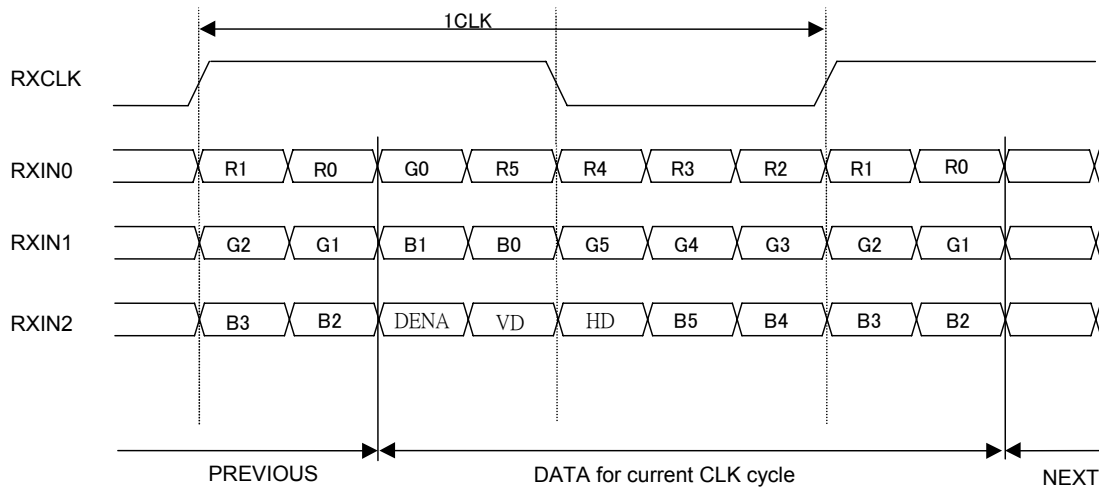 1CLK
RXCLK
RXIN0 R1 R0 G0 R5 R4 R3 R2 R1 R0
RXIN1 G2 G1 B1 B0 G5 G4 G3 G2 G1
RXIN2 B3 B2 DENA VD HD B5 B4 B3 B2
PREVIOUS DATA for current CLK cycle NEXT